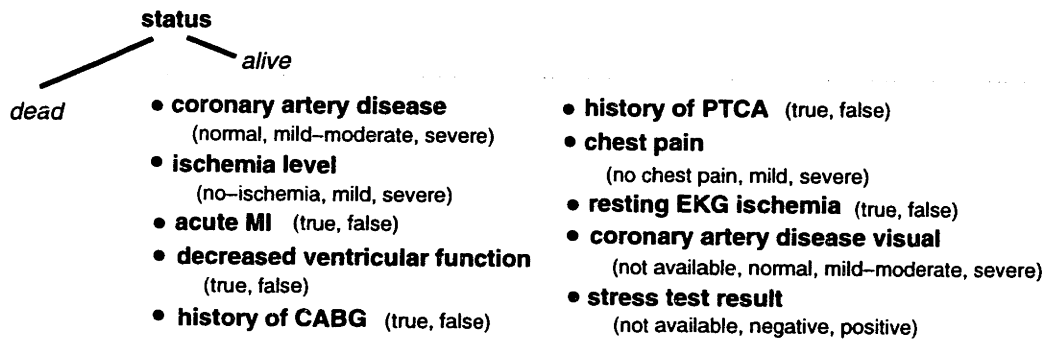 status
alive
dead
• coronary artery disease
(normal, mild–moderate, severe)
• ischemia level
(no–ischemia, mild, severe)
• acute MI (true, false)
• decreased ventricular function
(true, false)
• history of CABG (true, false)
• history of PTCA (true, false)
• chest pain
(no chest pain, mild, severe)
• resting EKG ischemia (true, false)
• coronary artery disease visual
(not available, normal, mild–moderate, severe)
• stress test result
(not available, negative, positive)